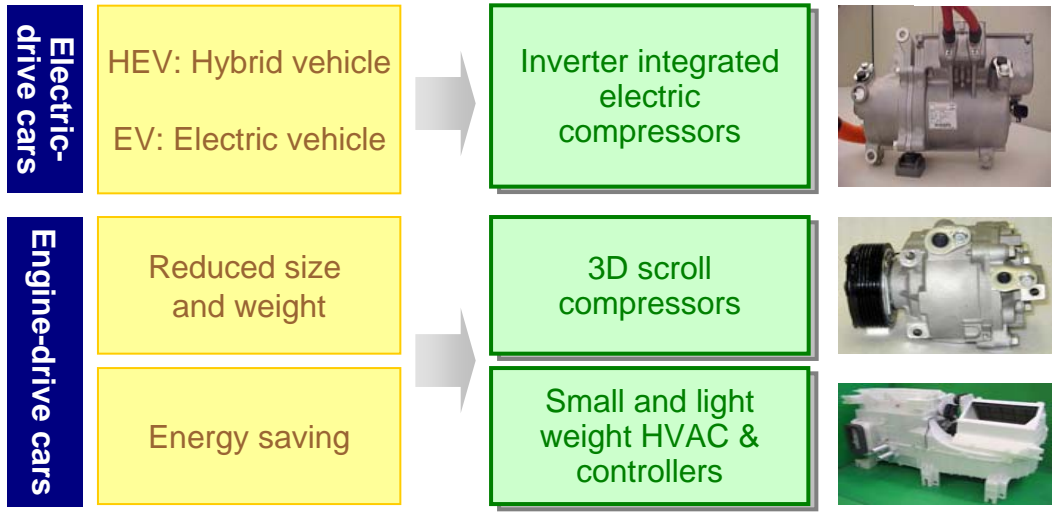 Electric-
drive cars
HEV: Hybrid vehicle
EV: Electric vehicle
Inverter integrated
electric
compressors
Engine-drive cars
Reduced size
and weight
3D scroll
compressors
Energy saving
Small and light
weight HVAC &
controllers